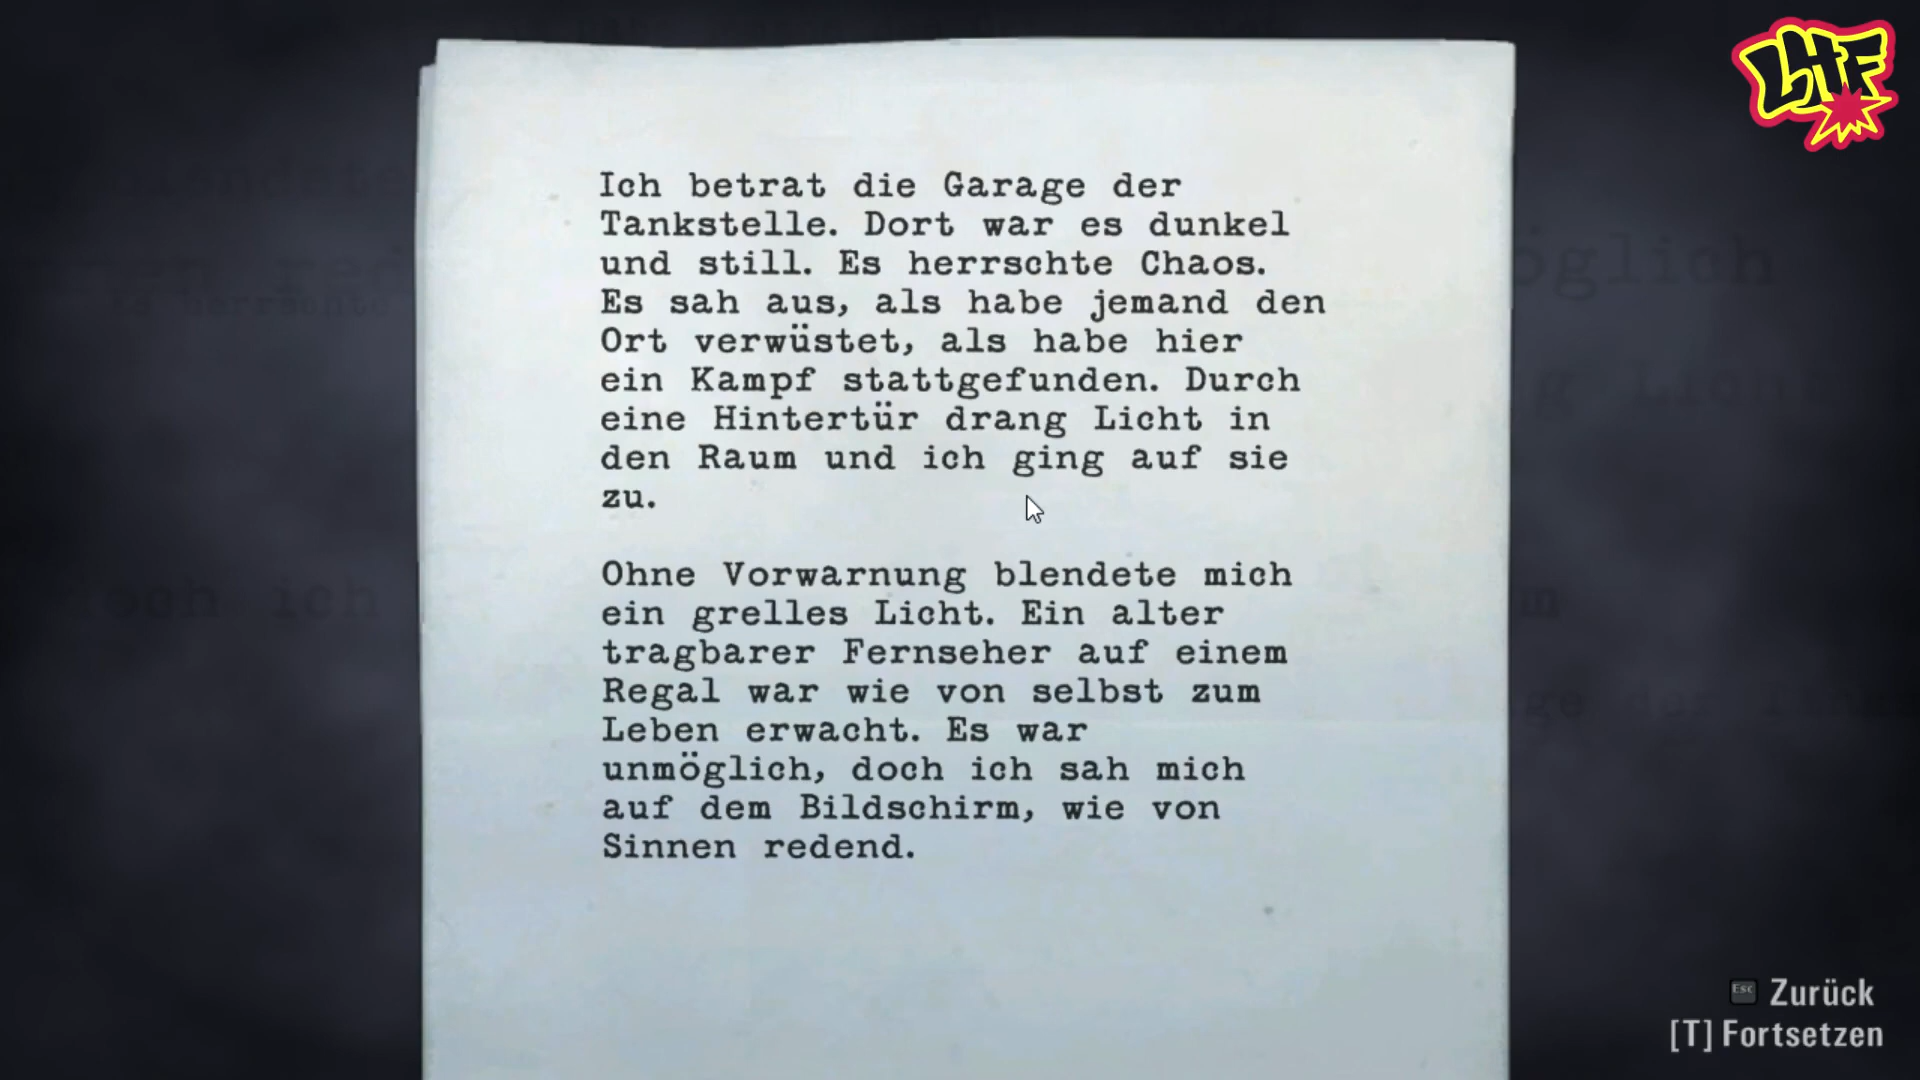 LHF
Ich betrat die Garage der
Tankstelle. Dort war es dunkel
und still. Es herrschte Chaos.
Es sah aus, als habe jemand den
Ort verwüstet, als habe hier
ein Kampf stattgefunden. Durch
eine Hintertür drang Licht in
den Raum und ich ging auf sie
zu.
Ohne Vorwarnung blendete mich
ein grelles Licht. Ein alter
tragbarer Fernseher auf einem
Regal war wie von selbst zum
Leben erwacht. Es war
unmöglich, doch ich sah mich
auf dem Bildschirm, wie von
Sinnen redend.
Esc Zurück
[T] Fortsetzen